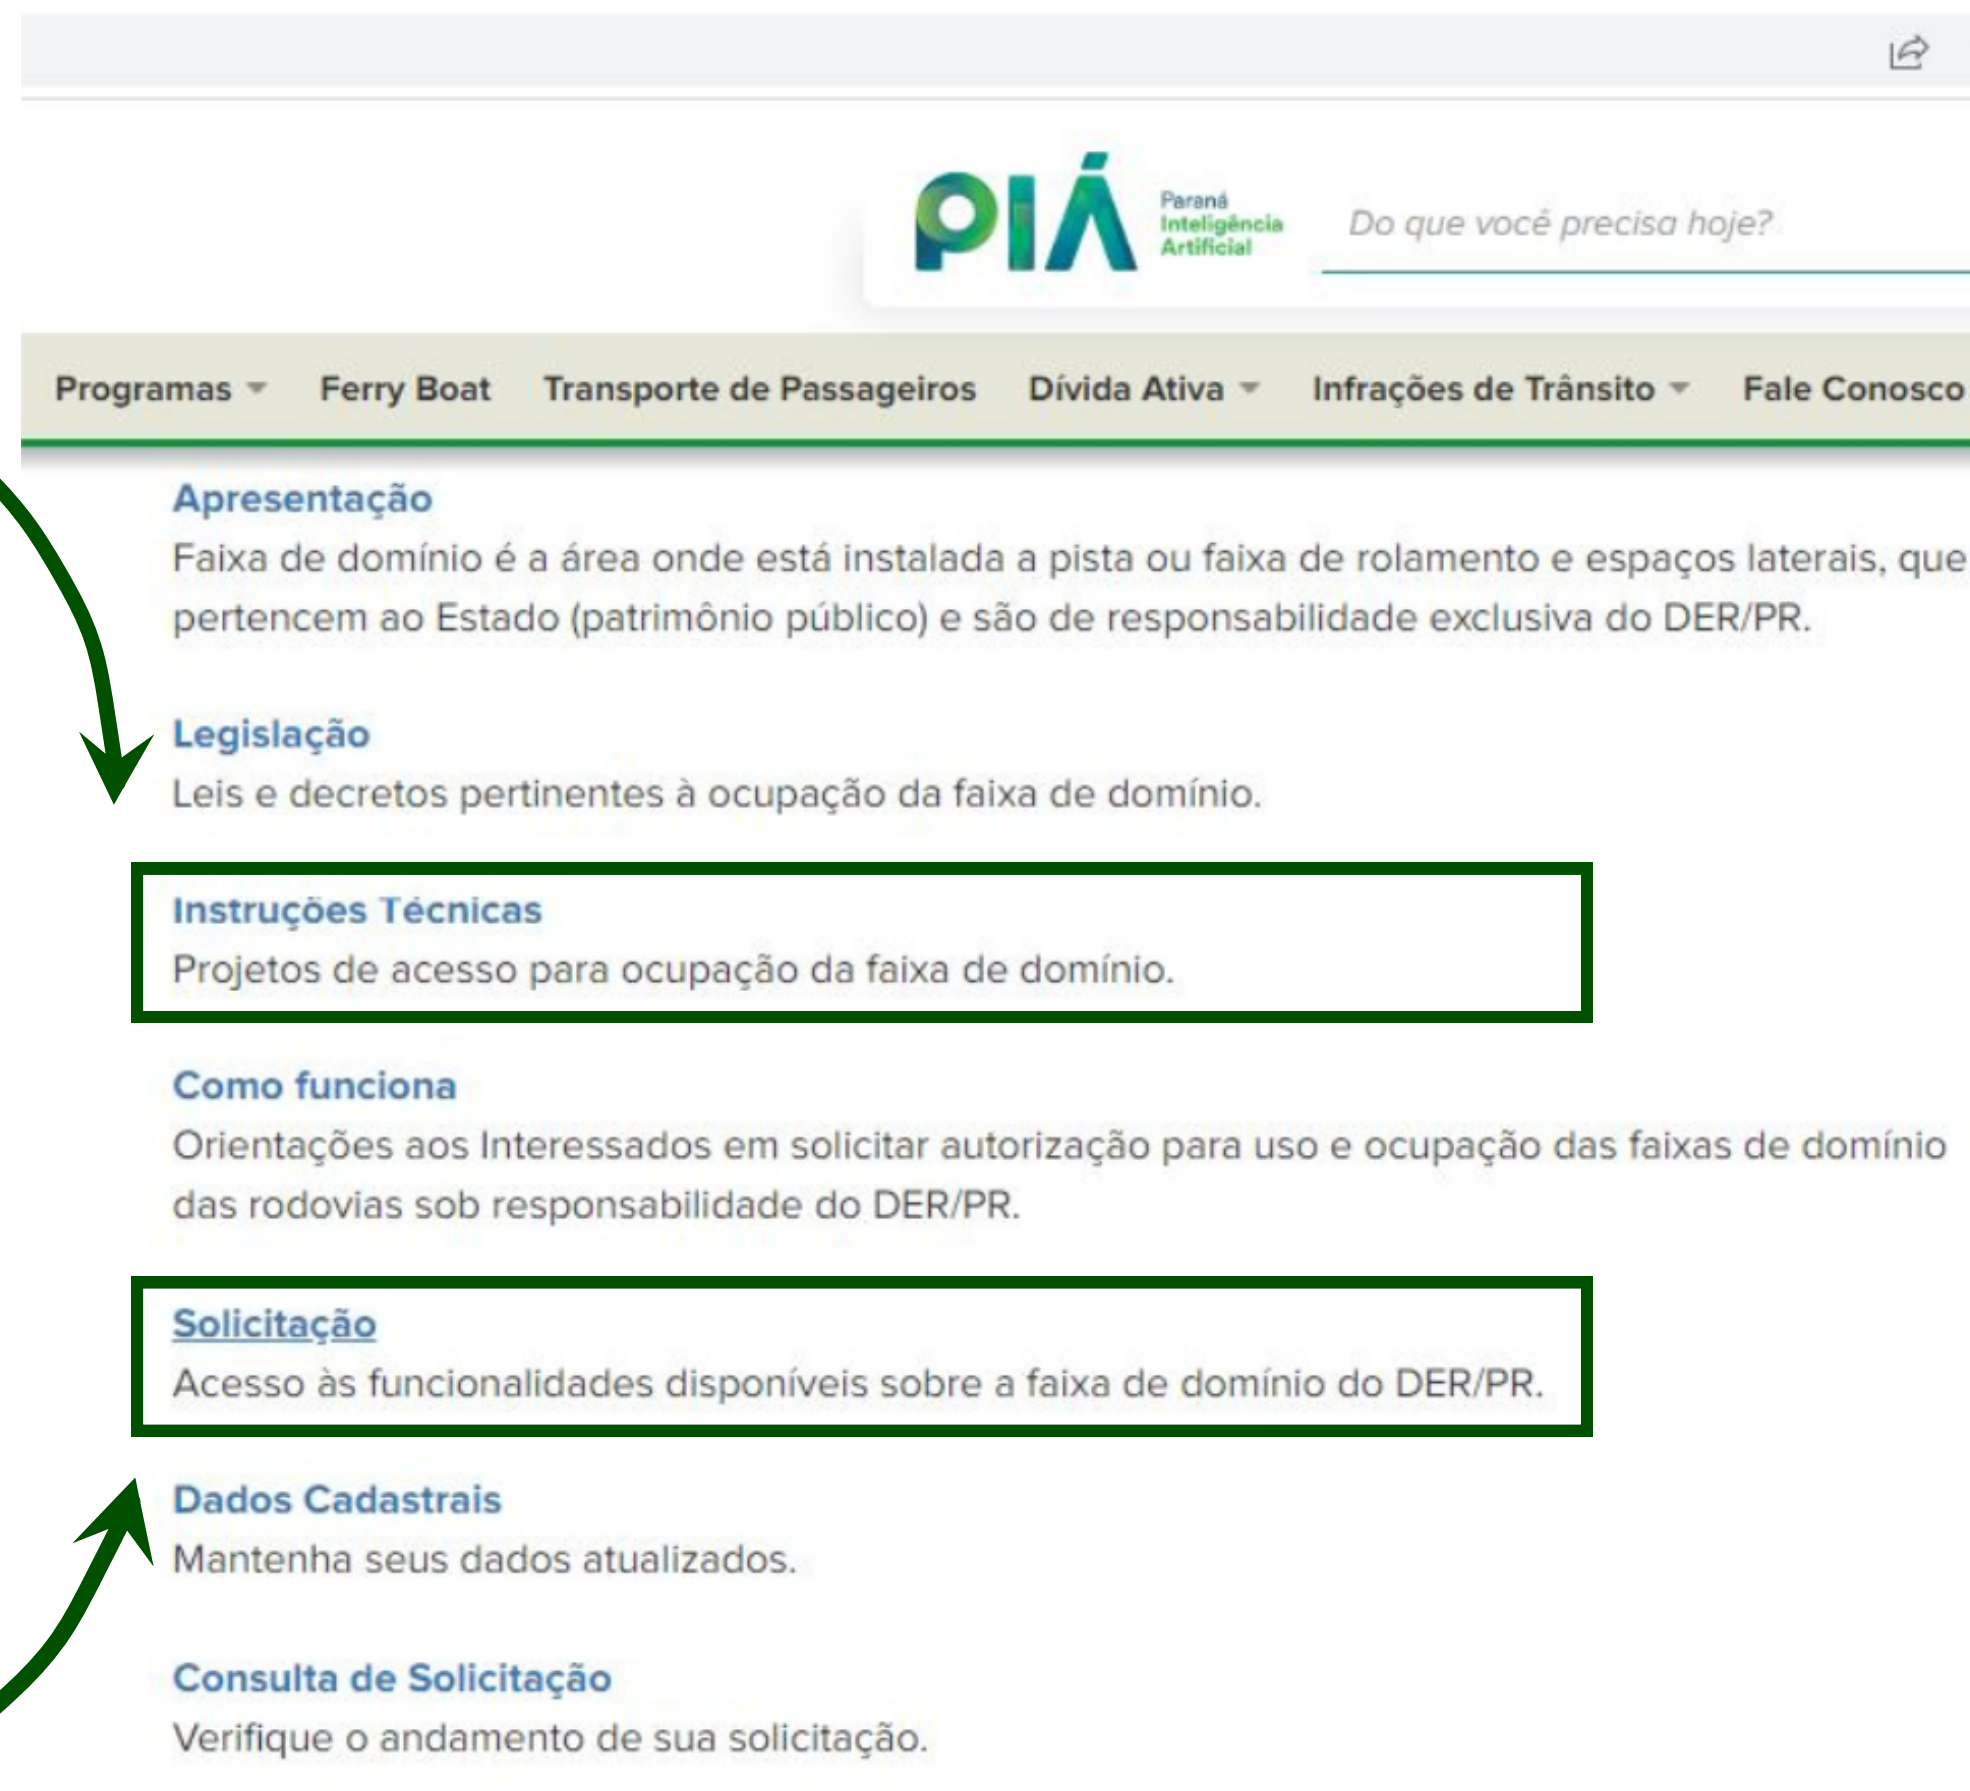 PIÁ
Paraná
Inteligência
Artificial
Do que você precisa hoje?
Programas Ferry Boat Transporte de Passageiros Dívida Ativa Infrações de Trânsito Fale Conosco
Apresentação
Faixa de domínio é a área onde está instalada a pista ou faixa de rolamento e espaços laterais, que
pertencem ao Estado (patrimônio público) e são de responsabilidade exclusiva do DER/PR.
Legislação
Leis e decretos pertinentes à ocupação da faixa de domínio.
Instruções Técnicas
Projetos de acesso para ocupação da faixa de domínio.
Como funciona
Orientações aos Interessados em solicitar autorização para uso e ocupação das faixas de domínio
das rodovias sob responsabilidade do DER/PR.
Solicitação
Acesso às funcionalidades disponíveis sobre a faixa de domínio do DER/PR.
Dados Cadastrais
Mantenha seus dados atualizados.
Consulta de Solicitação
Verifique o andamento de sua solicitação.